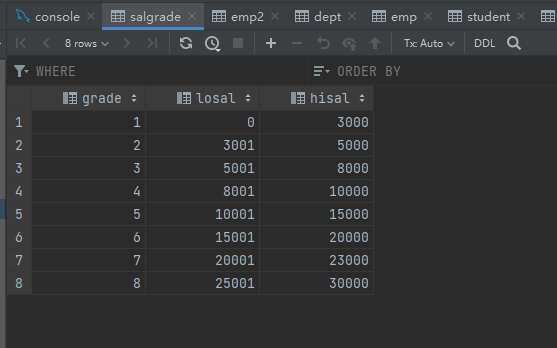 console salgrade emp2 dept emp student
8 rows Tx: Auto DDL
WHERE ORDER BY
grade losal hisal
1 1 0 3000
2 2 3001 5000
3 3 5001 8000
4 4 8001 10000
5 5 10001 15000
6 6 15001 20000
7 7 20001 23000
8 8 25001 30000